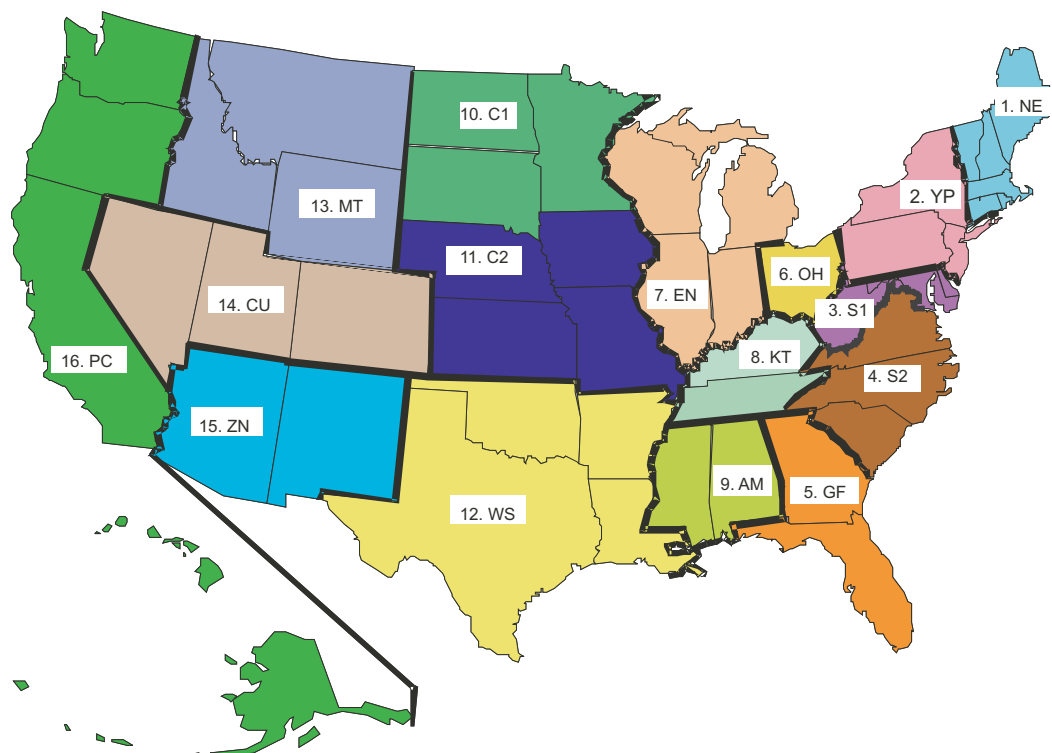 1. NE
10. C1
2. YP
13. MT
11. C2
6. OH
7. EN
14. CU
3. S1
8. KT
16. PC
4. S2
15. ZN
9. AM
5. GF
12. WS